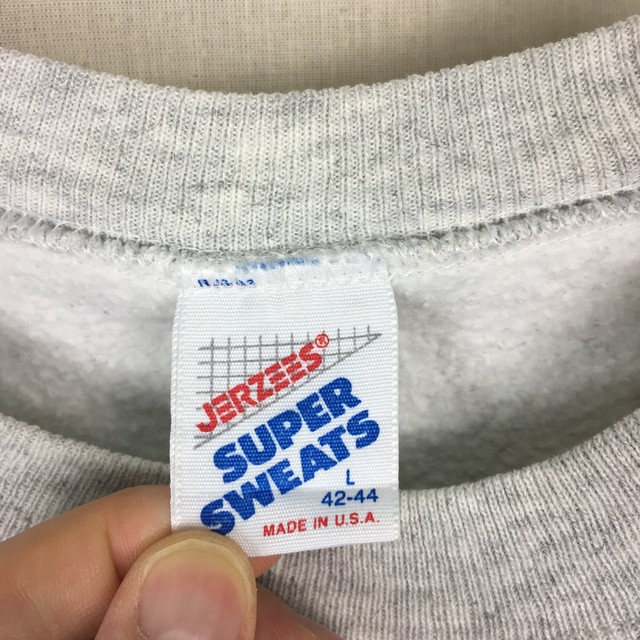 JERZEES®
SUPER
SWEATS
L
42-44
MADE IN U.S.A.